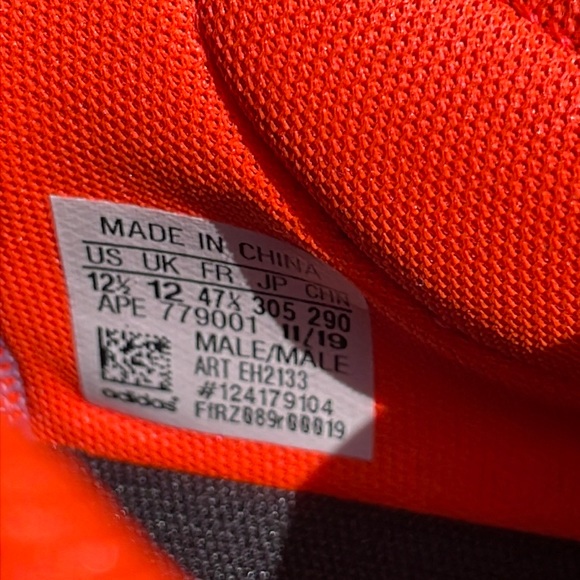 MADE IN CHINA
US UK FR JP CHN
12½ 12 47⅓ 305 290
APE 779001 11/19
MALE/MALE
ART EH2133
#124179104
adidas
FfRZ089r00019